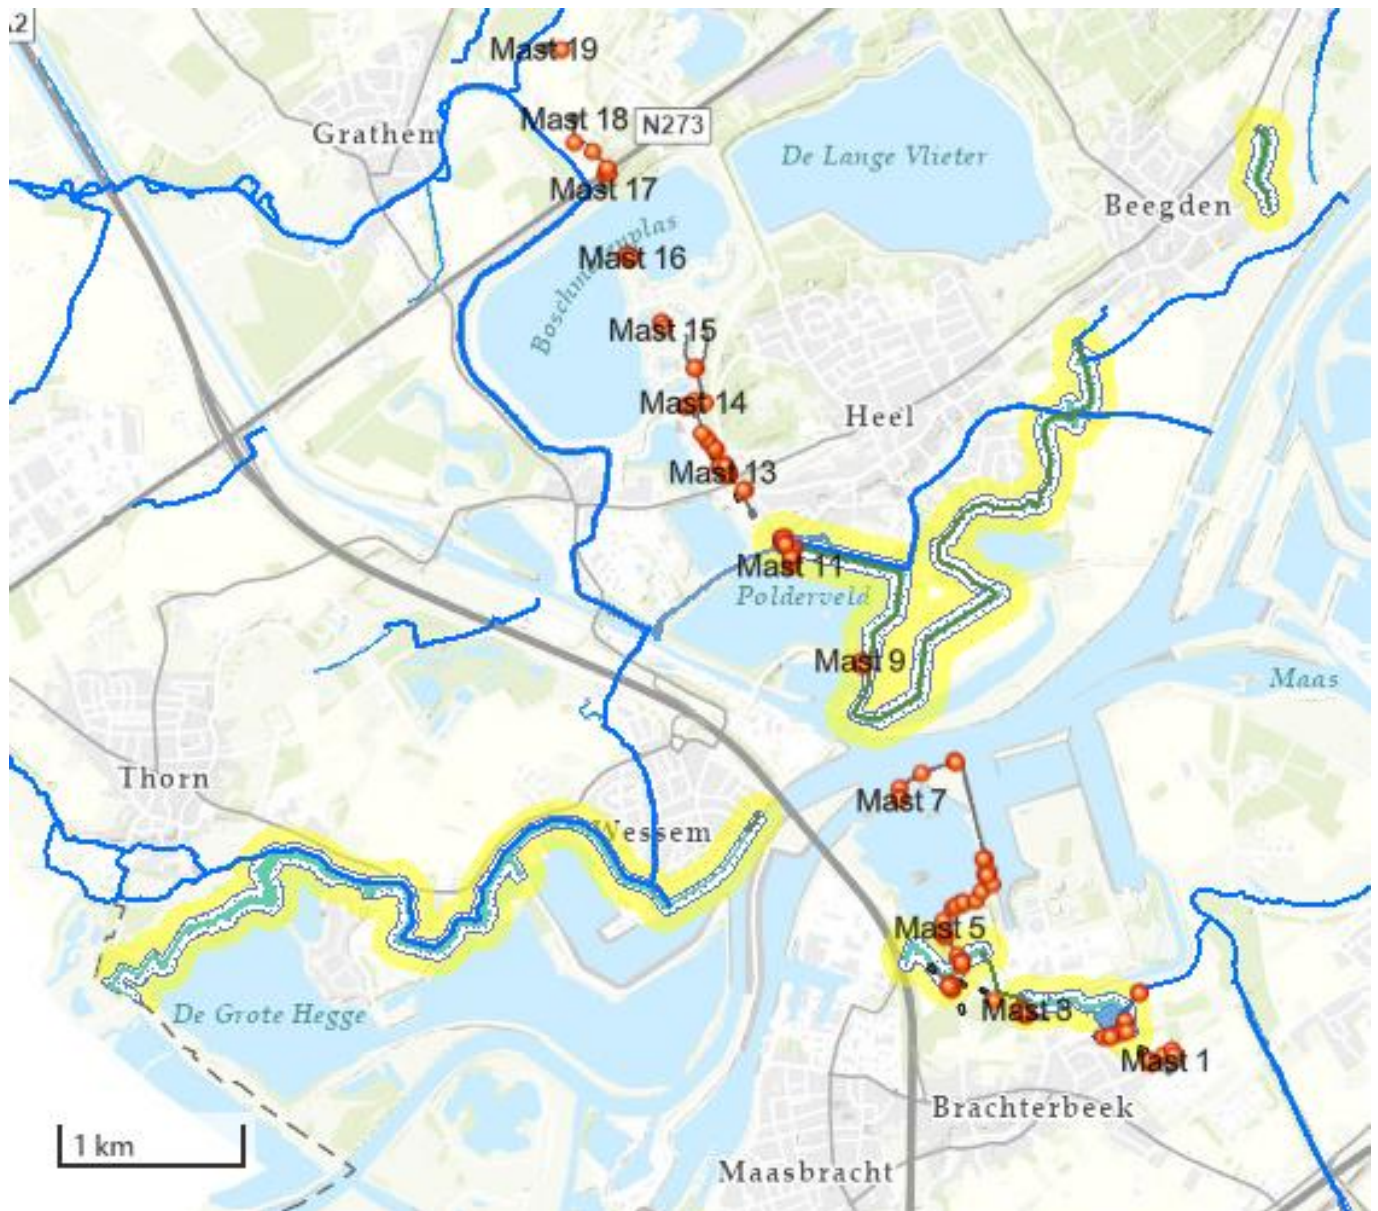 .2
Mast 19
Mast 18
N273
Grathem
De Lange Vlieter
Mast 17
Beegden
Mast 16
Mast 15
Mast 14
Heel
Mast 13
Mast 11
Polderveld
Mast 9
Maas
Thorn
Mast 7
Wessem
Mast 5
De Grote Hegge
Mast 3
Mast 1
Brachterbeek
1 km
Maasbracht